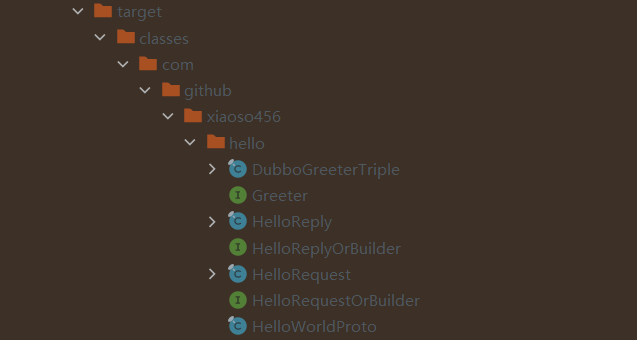 target
classes
com
github
xiaoso456
hello
DubboGreeterTriple
Greeter
HelloReply
HelloReplyOrBuilder
HelloRequest
HelloRequestOrBuilder
HelloWorldProto